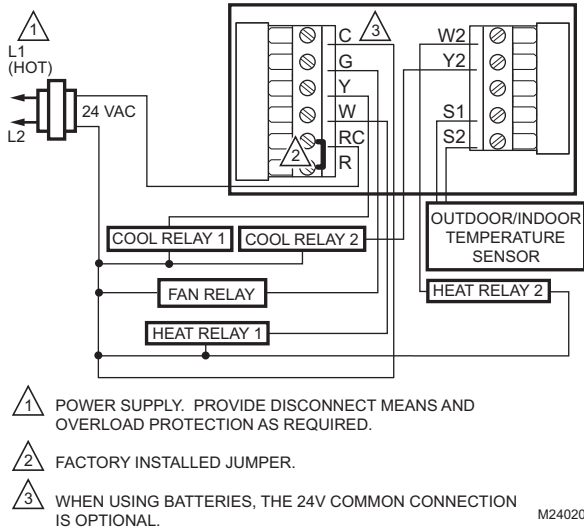 1
L1
(HOT)
L2
24 VAC
C
3
G
Y
W
RC
2
R
W2
Y2
S1
S2
OUTDOOR/INDOOR
TEMPERATURE
SENSOR
COOL RELAY 1
COOL RELAY 2
FAN RELAY
HEAT RELAY 2
HEAT RELAY 1
1 POWER SUPPLY. PROVIDE DISCONNECT MEANS AND
OVERLOAD PROTECTION AS REQUIRED.
2 FACTORY INSTALLED JUMPER.
3 WHEN USING BATTERIES, THE 24V COMMON CONNECTION
IS OPTIONAL.
M24020